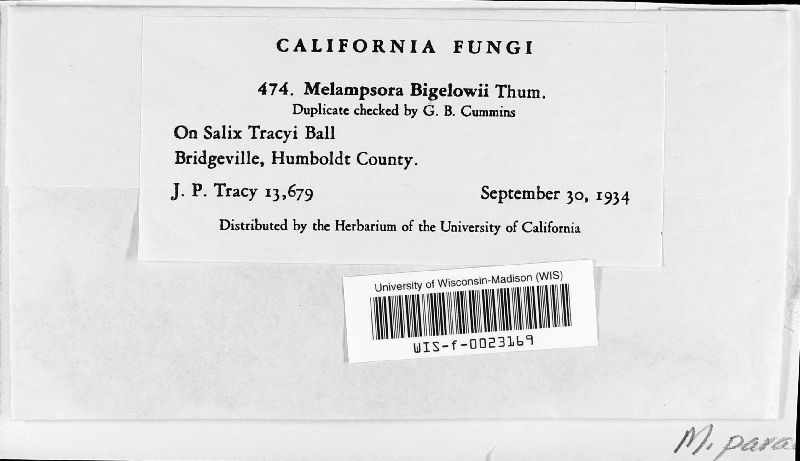 CALIFORNIA FUNGI
474. Melampsora Bigelowii Thum.
Duplicate checked by G. B. Cummins
On Salix Tracyi Ball
Bridgeville, Humboldt County.
J. P. Tracy 13,679 September 30, 1934
Distributed by the Herbarium of the University of California
University of Wisconsin-Madison (WIS)
WIS-f-0023169
M.